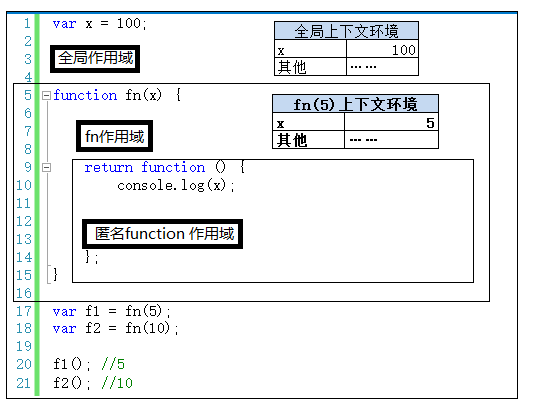 1 var x = 100;
全局上下文环境
2
x 100
3 全局作用域
其他 ……
4
5 function fn(x) {
fn(5)上下文环境
6
x 5
7 fn作用域
其他 ……
8
9 return function () {
10 console.log(x);
11
12
13 匿名function 作用域
14 };
15 }
16
17 var f1 = fn(5);
18 var f2 = fn(10);
19
20 f1(); //5
21 f2(); //10